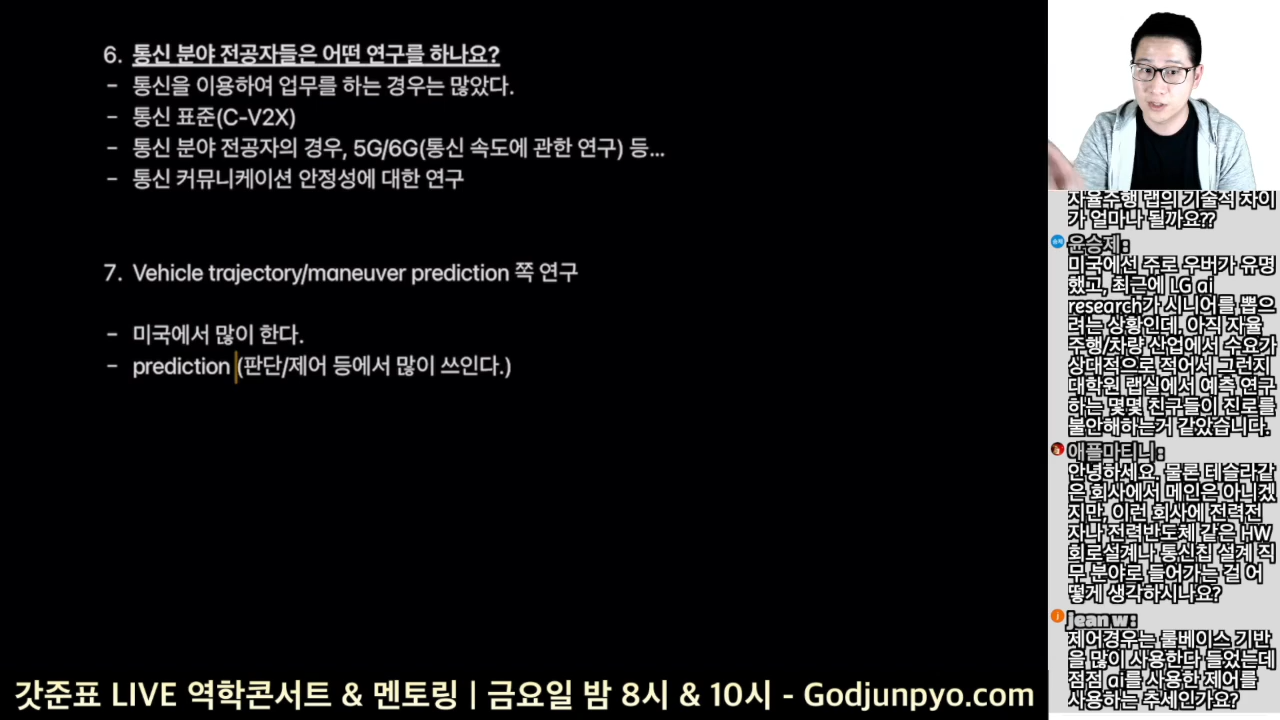 6. 통신 분야 전공자들은 어떤 연구를 하나요?
- 통신을 이용하여 업무를 하는 경우는 많았다.
- 통신 표준(C-V2X)
- 통신 분야 전공자의 경우, 5G/6G(통신 속도에 관한 연구) 등...
- 통신 커뮤니케이션 안정성에 대한 연구
7. Vehicle trajectory/maneuver prediction 쪽 연구
- 미국에서 많이 한다.
- prediction (판단/제어 등에서 많이 쓰인다.)
자율주행 랩의 기술적 차이
가 얼마나 될까요??
윤승제:
미국에선 주로 우버가 유명
했고, 최근에 LG ai
research가 시니어를 뽑으
려는 상황인데, 아직 자율
주행/차량 산업에서 수요가
상대적으로 적어서 그런지
대학원 랩실에서 예측 연구
하는 몇몇 친구들이 진로를
불안해하는거 같았습니다.
애플마티니:
안녕하세요. 물론 테슬라같
은 회사에서 메인은 아니겠
지만, 이런 회사에 전력전
자나 전력반도체 같은 HW
회로설계나 통신칩 설계 직
무 분야로 들어가는 걸 어
떻게 생각하시나요?
jean w:
제어경우는 룰베이스 기반
을 많이 사용한다 들었는데
점점 ai를 사용한 제어를
사용하는 추세인가요?
갓준표 LIVE 역학콘서트 & 멘토링 | 금요일 밤 8시 & 10시 - Godjunpyo.com